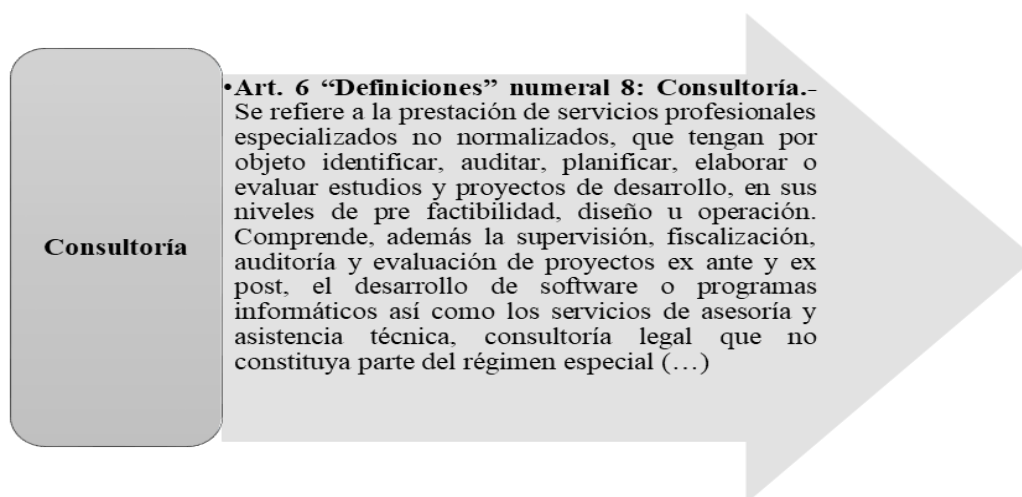 Consultoría
•Art. 6 “Definiciones” numeral 8: Consultoría.-
Se refiere a la prestación de servicios profesionales
especializados no normalizados, que tengan por
objeto identificar, auditar, planificar, elaborar o
evaluar estudios y proyectos de desarrollo, en sus
niveles de pre factibilidad, diseño u operación.
Comprende, además la supervisión, fiscalización,
auditoría y evaluación de proyectos ex ante y ex
post, el desarrollo de software o programas
informáticos así como los servicios de asesoría y
asistencia técnica, consultoría legal que no
constituya parte del régimen especial (…)